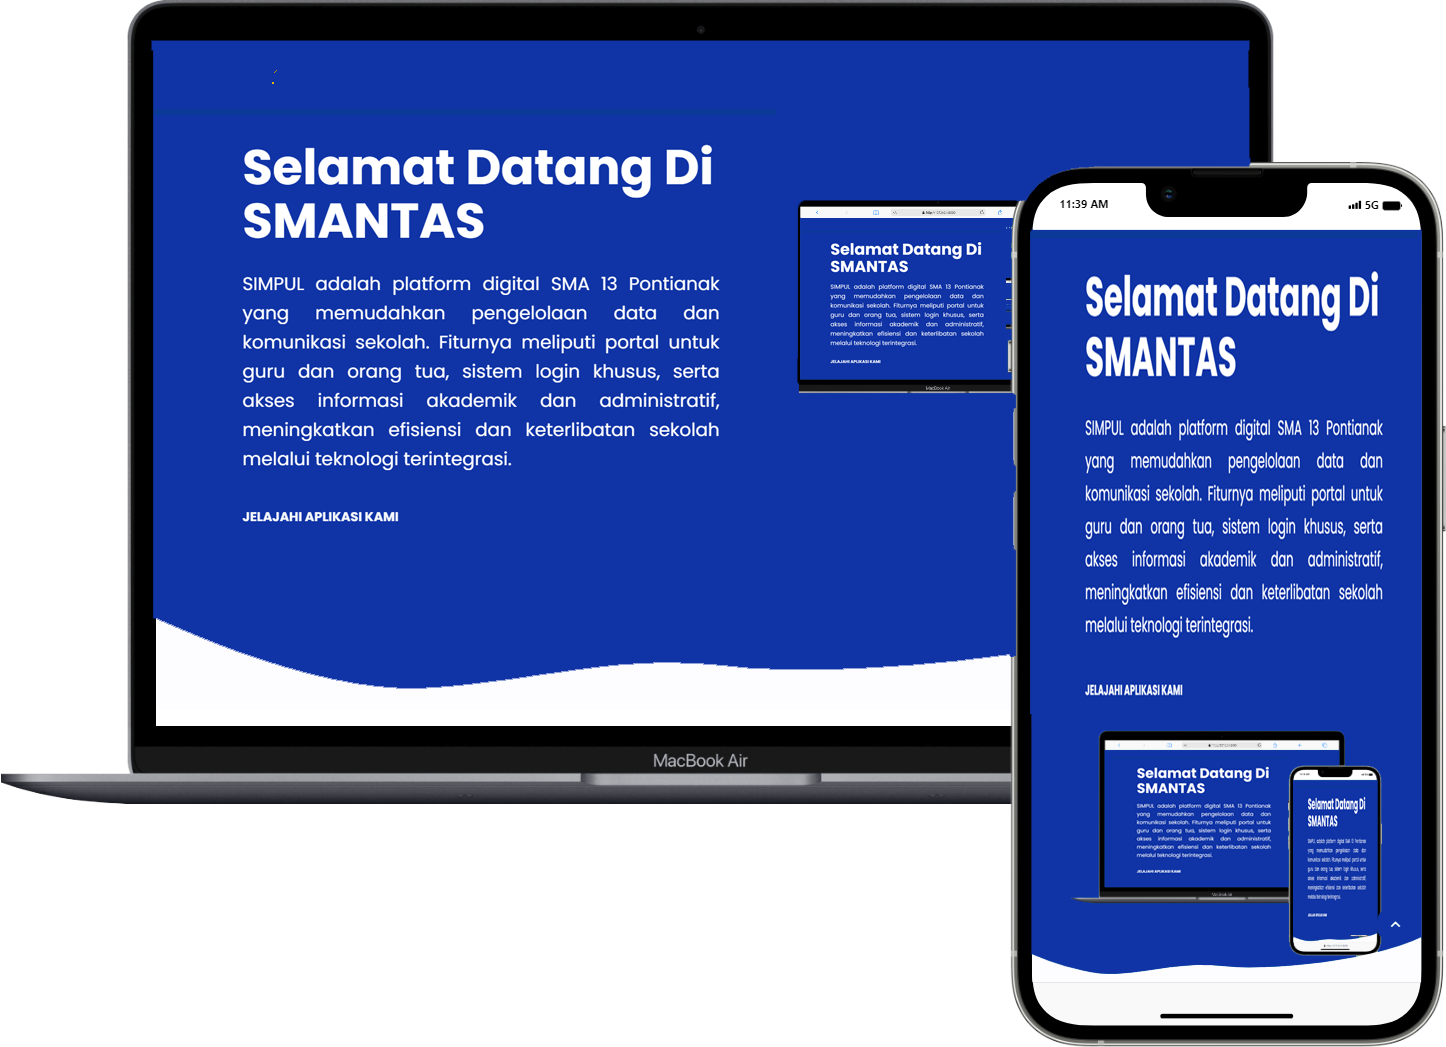 Selamat Datang Di
SMANTAS
SIMPUL adalah platform digital SMA 13 Pontianak
yang memudahkan pengelolaan data dan
komunikasi sekolah. Fiturnya meliputi portal untuk
guru dan orang tua, sistem login khusus, serta
akses informasi akademik dan administratif,
meningkatkan efisiensi dan keterlibatan sekolah
melalui teknologi terintegrasi.
JELAJAHI APLIKASI KAMI
Selamat Datang Di
SMANTAS
SIMPUL adalah platform digital SMA 13 Pontianak
yang memudahkan pengelolaan data dan
komunikasi sekolah. Fiturnya meliputi portal untuk
guru dan orang tua, sistem login khusus, serta
akses informasi akademik dan administratif,
meningkatkan efisiensi dan keterlibatan sekolah
melalui teknologi terintegrasi.
JELAJAHI APLIKASI KAMI
MacBook Air
MacBook Air
11:39 AM
5G
Selamat Datang Di
SMANTAS
SIMPUL adalah platform digital SMA 13 Pontianak
yang memudahkan pengelolaan data dan
komunikasi sekolah. Fiturnya meliputi portal untuk
guru dan orang tua, sistem login khusus, serta
akses informasi akademik dan administratif,
meningkatkan efisiensi dan keterlibatan sekolah
melalui teknologi terintegrasi.
JELAJAHI APLIKASI KAMI
Selamat Datang Di
SMANTAS
SIMPUL adalah platform digital SMA 13 Pontianak
yang memudahkan pengelolaan data dan
komunikasi sekolah. Fiturnya meliputi portal untuk
guru dan orang tua, sistem login khusus, serta
akses informasi akademik dan administratif,
meningkatkan efisiensi dan keterlibatan sekolah
melalui teknologi terintegrasi.
JELAJAHI APLIKASI KAMI
MacBook Air
Selamat Datang Di
SMANTAS